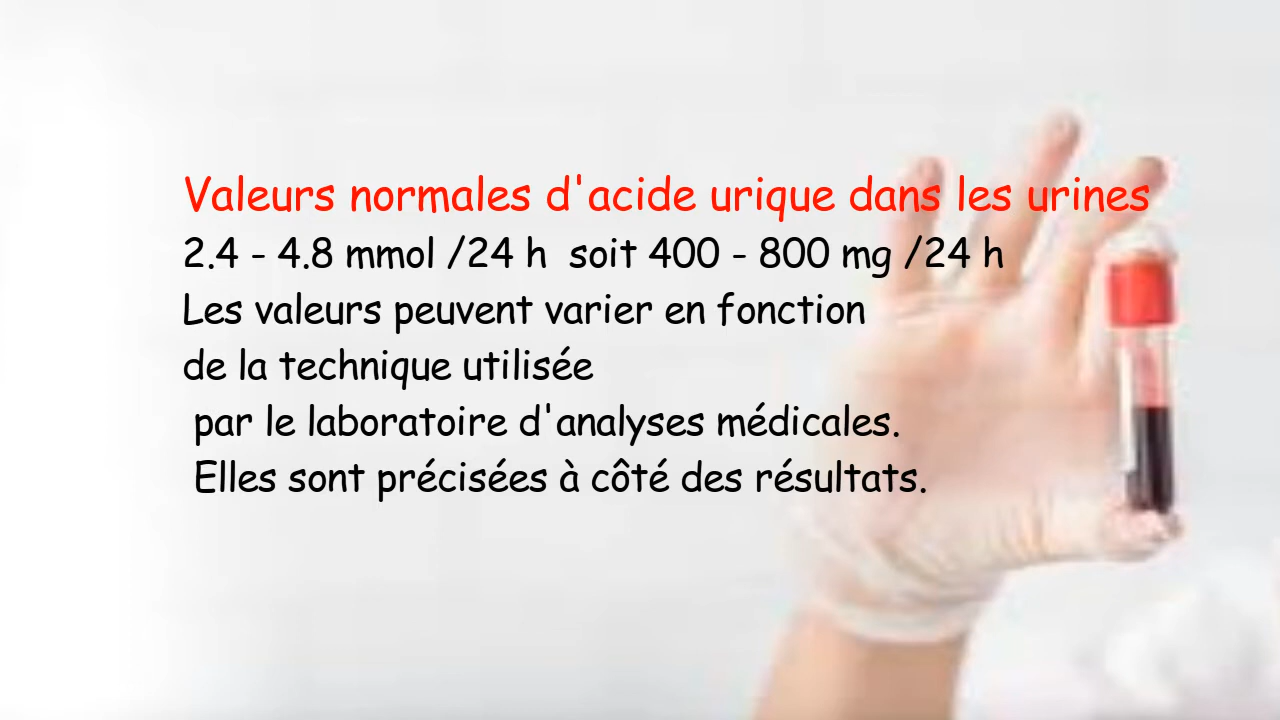 Valeurs normales d'acide urique dans les urines
2.4 - 4.8 mmol /24 h  soit 400 - 800 mg /24 h
Les valeurs peuvent varier en fonction
de la technique utilisée
par le laboratoire d'analyses médicales.
Elles sont précisées à côté des résultats.